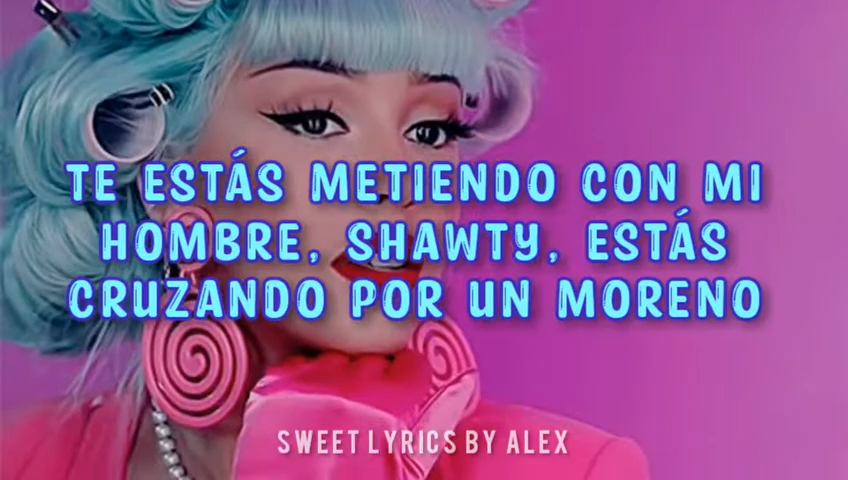 TE ESTÁS METIENDO CON MI
HOMBRE, SHAWTY, ESTÁS
CRUZANDO POR UN MORENO
SWEET LYRICS BY ALEX